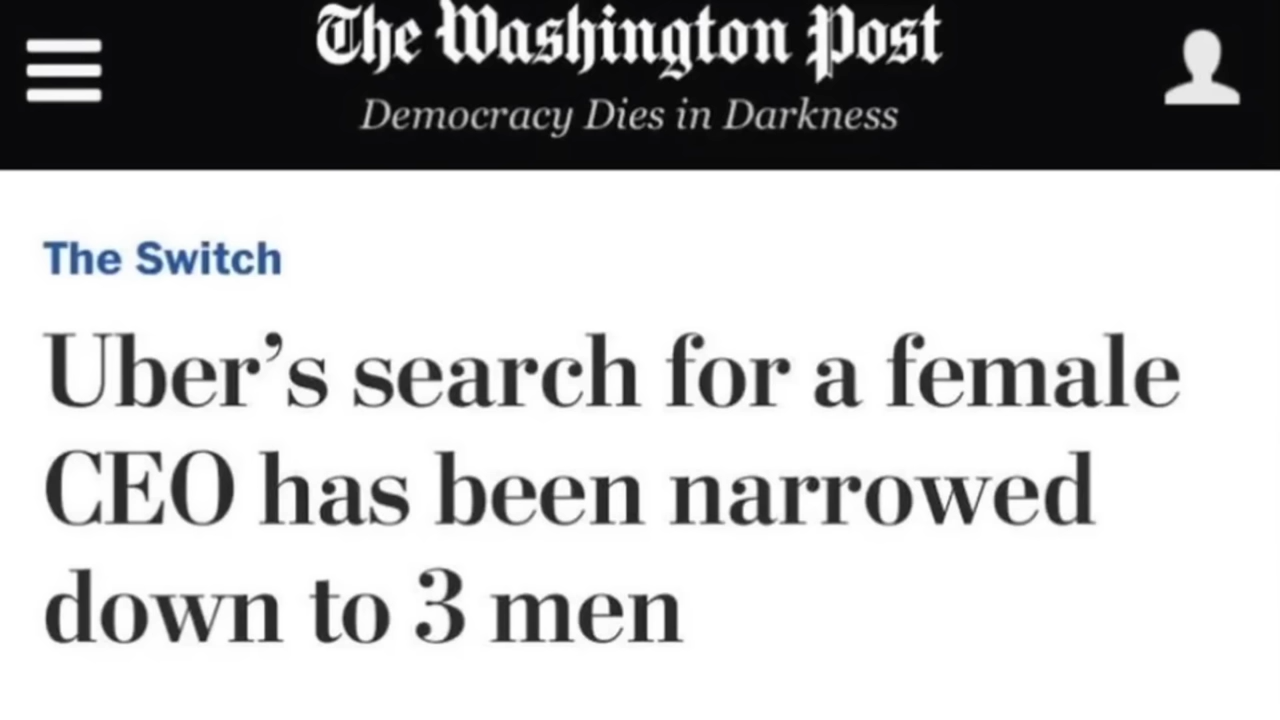 The Washington Post
Democracy Dies in Darkness
The Switch
Uber’s search for a female
CEO has been narrowed
down to 3 men